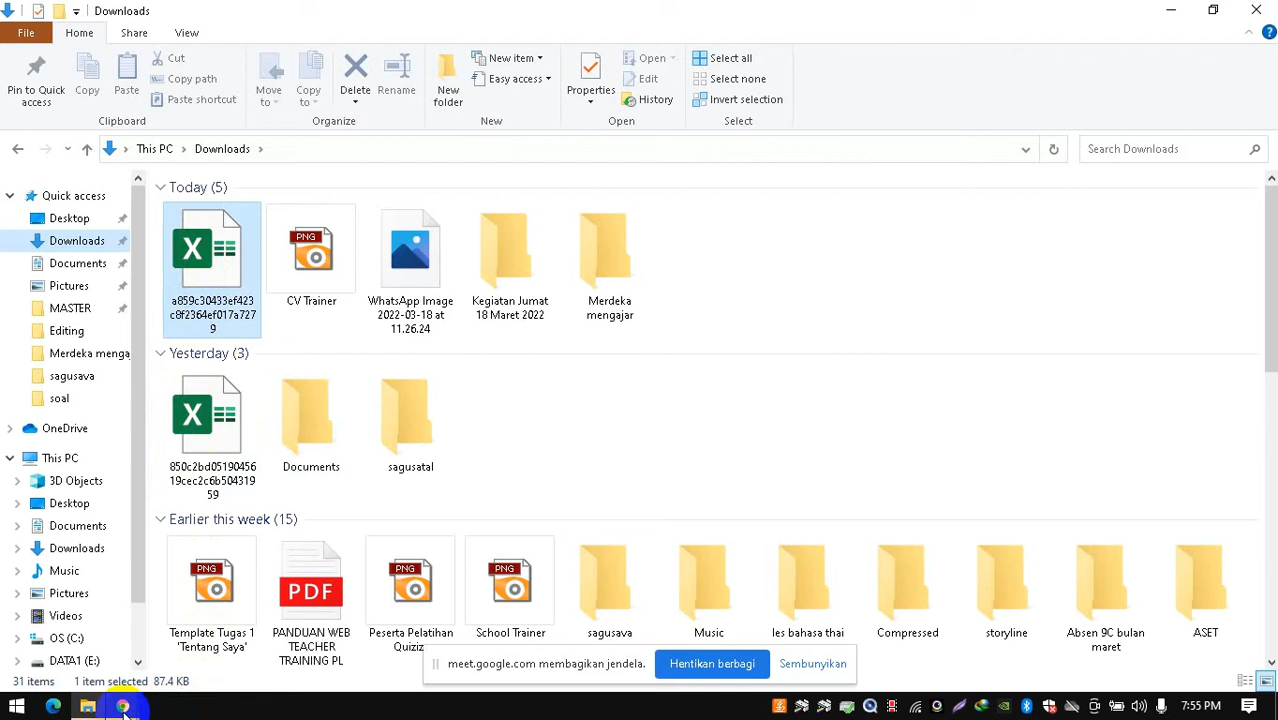 Downloads
File
Home
Share
View
Pin to Quick
access
Copy
Paste
Cut
Copy path
Paste shortcut
Clipboard
Move
to
Copy
to
Delete
Rename
Organize
New
folder
New item
Easy access
New
Properties
Open
Edit
History
Open
Select all
Select none
Invert selection
Select
This PC
Downloads
Search Downloads
Quick access
Desktop
Downloads
Documents
Pictures
MASTER
Editing
Merdeka mengaja
sagusava
soal
OneDrive
This PC
3D Objects
Desktop
Documents
Downloads
Music
Pictures
Videos
OS (C:)
DATA1 (E:)
Today (5)
a859c30433ef423
c8f2364ef017a727
9
PNG
CV Trainer
WhatsApp Image
2022-03-18 at
11.26.24
Kegiatan Jumat
18 Maret 2022
Merdeka
mengajar
Yesterday (3)
850c2bd05190456
19cec2c6b504319
59
Documents
sagusatal
Earlier this week (15)
PNG
Template Tugas 1
'Tentang Saya'
PDF
PANDUAN WEB
TEACHER
TRAINING PL
PNG
Peserta Pelatihan
Quiziz
PNG
School Trainer
sagusava
Music
les bahasa thai
Compressed
storyline
Absen 9C bulan
maret
ASET
meet.google.com membagikan jendela.
Hentikan berbagi
Sembunyikan
31 items
1 item selected
87.4 KB
7:55 PM